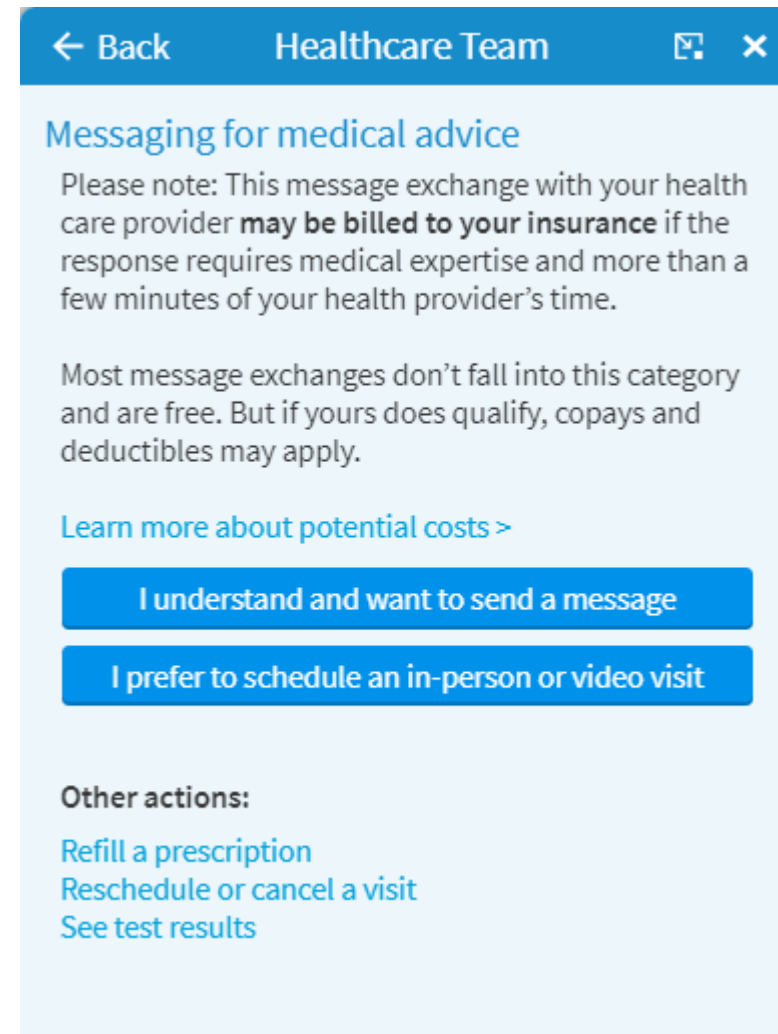 ← Back Healthcare Team
Messaging for medical advice
Please note: This message exchange with your health
care provider may be billed to your insurance if the
response requires medical expertise and more than a
few minutes of your health provider’s time.
Most message exchanges don’t fall into this category
and are free. But if yours does qualify, copays and
deductibles may apply.
Learn more about potential costs >
I understand and want to send a message
I prefer to schedule an in-person or video visit
Other actions:
Refill a prescription
Reschedule or cancel a visit
See test results